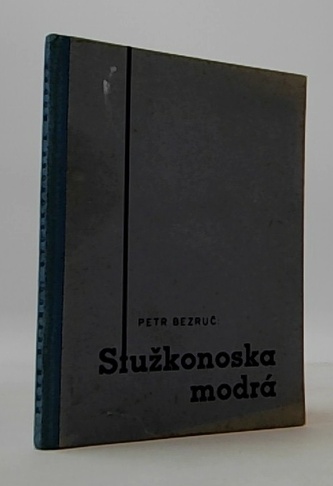 PETR BEZRUČ:
Stužkonoska
modrá